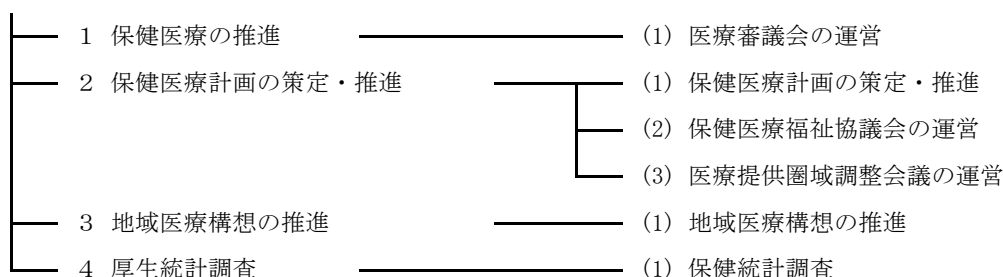 １ 保健医療の推進 (1) 医療審議会の運営
２ 保健医療計画の策定・推進 (1) 保健医療計画の策定・推進
(2) 保健医療福祉協議会の運営
(3) 医療提供圏域調整会議の運営
３ 地域医療構想の推進 (1) 地域医療構想の推進
４ 厚生統計調査 (1) 保健統計調査